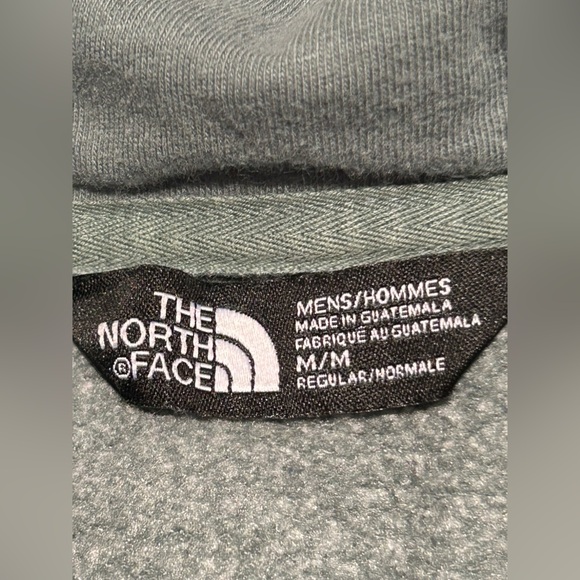 THE
NORTH
®FACE
MENS/HOMMES
MADE IN GUATEMALA
FABRIQUÉ AU GUATEMALA
M/M
REGULAR/NORMALE